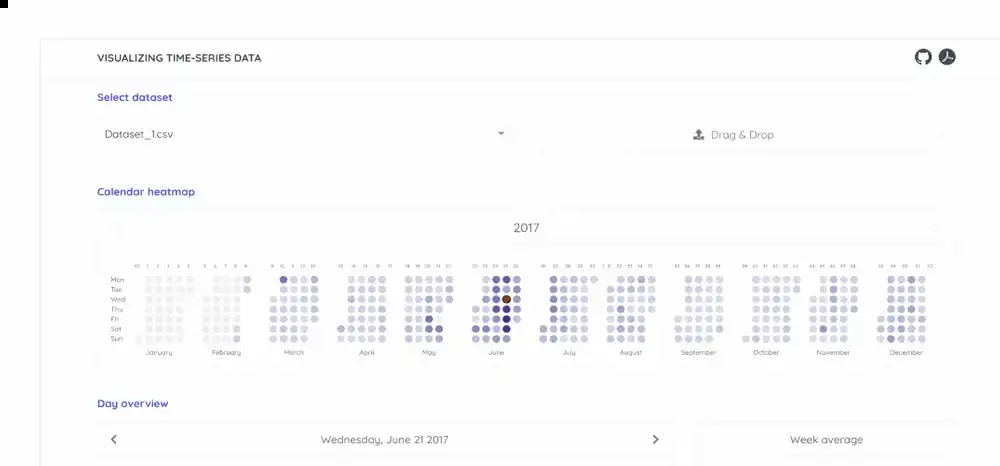 VISUALIZING TIME-SERIES DATA
Select dataset
Dataset_1.csv
Drag & Drop
Calendar heatmap
2017
Mon
Tue
Wed
Thu
Fri
Sat
Sun
January February March April May June July August September October November December
Day overview
Wednesday, June 21 2017
Week average